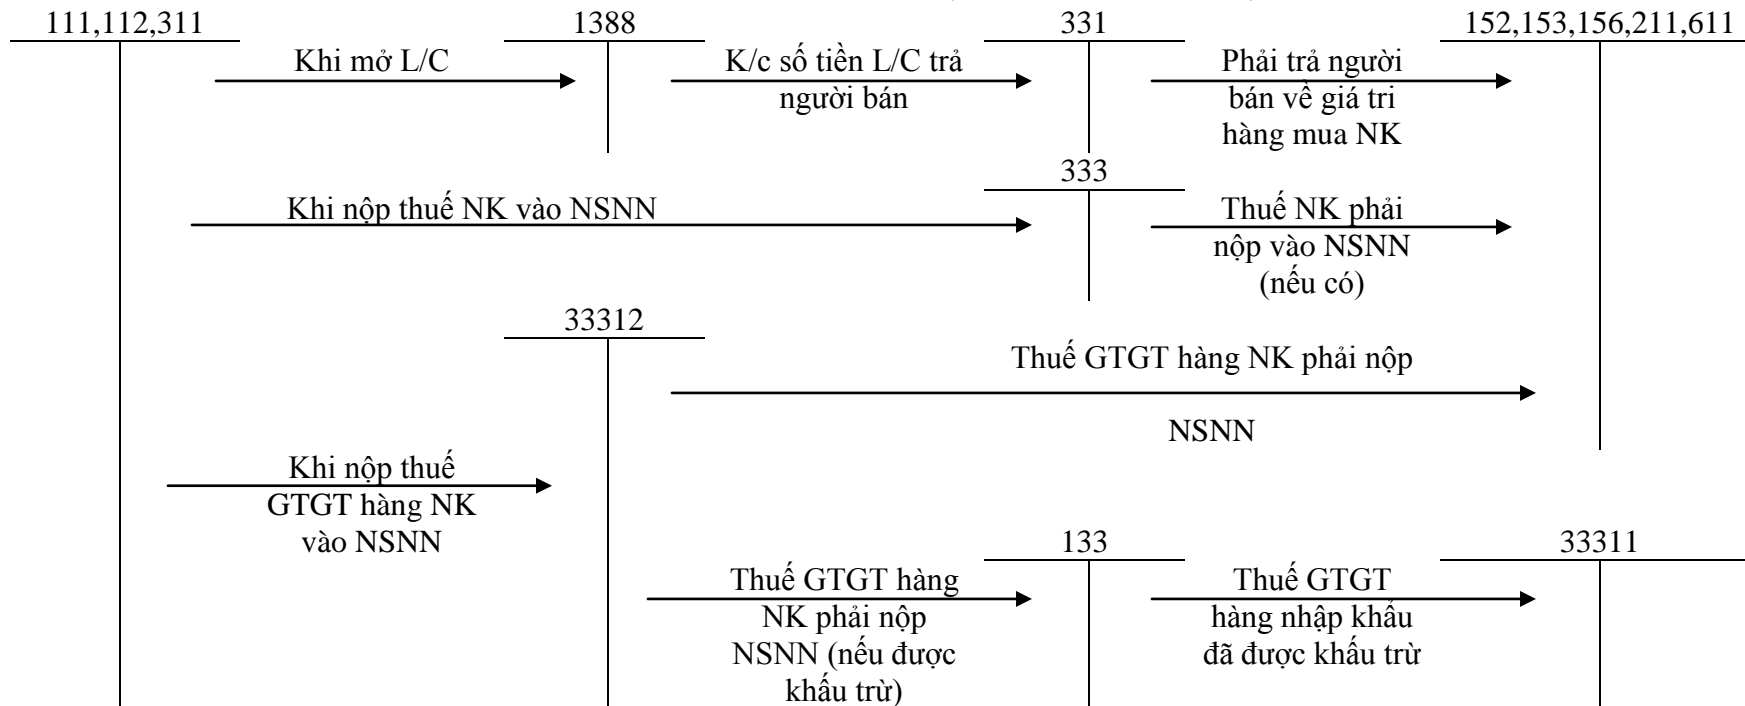 111,112,311
1388
331
152,153,156,211,611
Khi mở L/C
K/c số tiền L/C trả
người bán
Phải trả người
bán về giá tri
hàng mua NK
333
Khi nộp thuế NK vào NSNN
Thuế NK phải
nộp vào NSNN
(nếu có)
33312
Thuế GTGT hàng NK phải nộp
NSNN
Khi nộp thuế
GTGT hàng NK
vào NSNN
133
33311
Thuế GTGT hàng
NK phải nộp
NSNN (nếu được
khấu trừ)
Thuế GTGT
hàng nhập khẩu
đã được khấu trừ